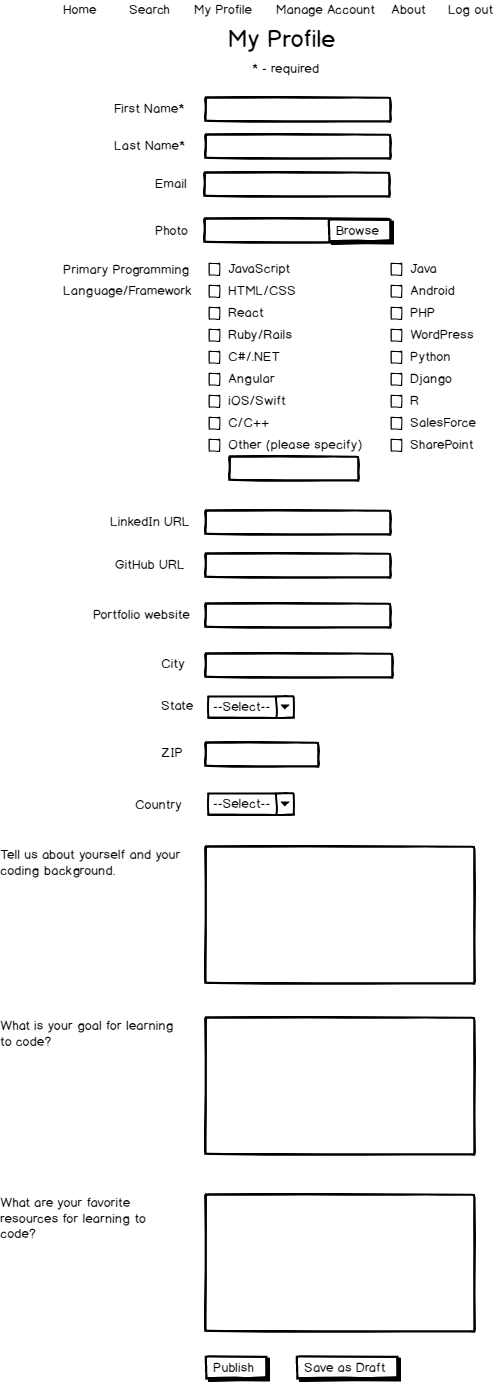 Home Search My Profile Manage Account About Log out
My Profile
* - required
First Name*
Last Name*
Email
Photo Browse
Primary Programming
Language/Framework
JavaScript Java
HTML/CSS Android
React PHP
Ruby/Rails WordPress
C#/.NET Python
Angular Django
iOS/Swift R
C/C++ SalesForce
Other (please specify) SharePoint
LinkedIn URL
GitHub URL
Portfolio website
City
State --Select--
ZIP
Country --Select--
Tell us about yourself and your
coding background.
What is your goal for learning
to code?
What are your favorite
resources for learning to
code?
Publish Save as Draft